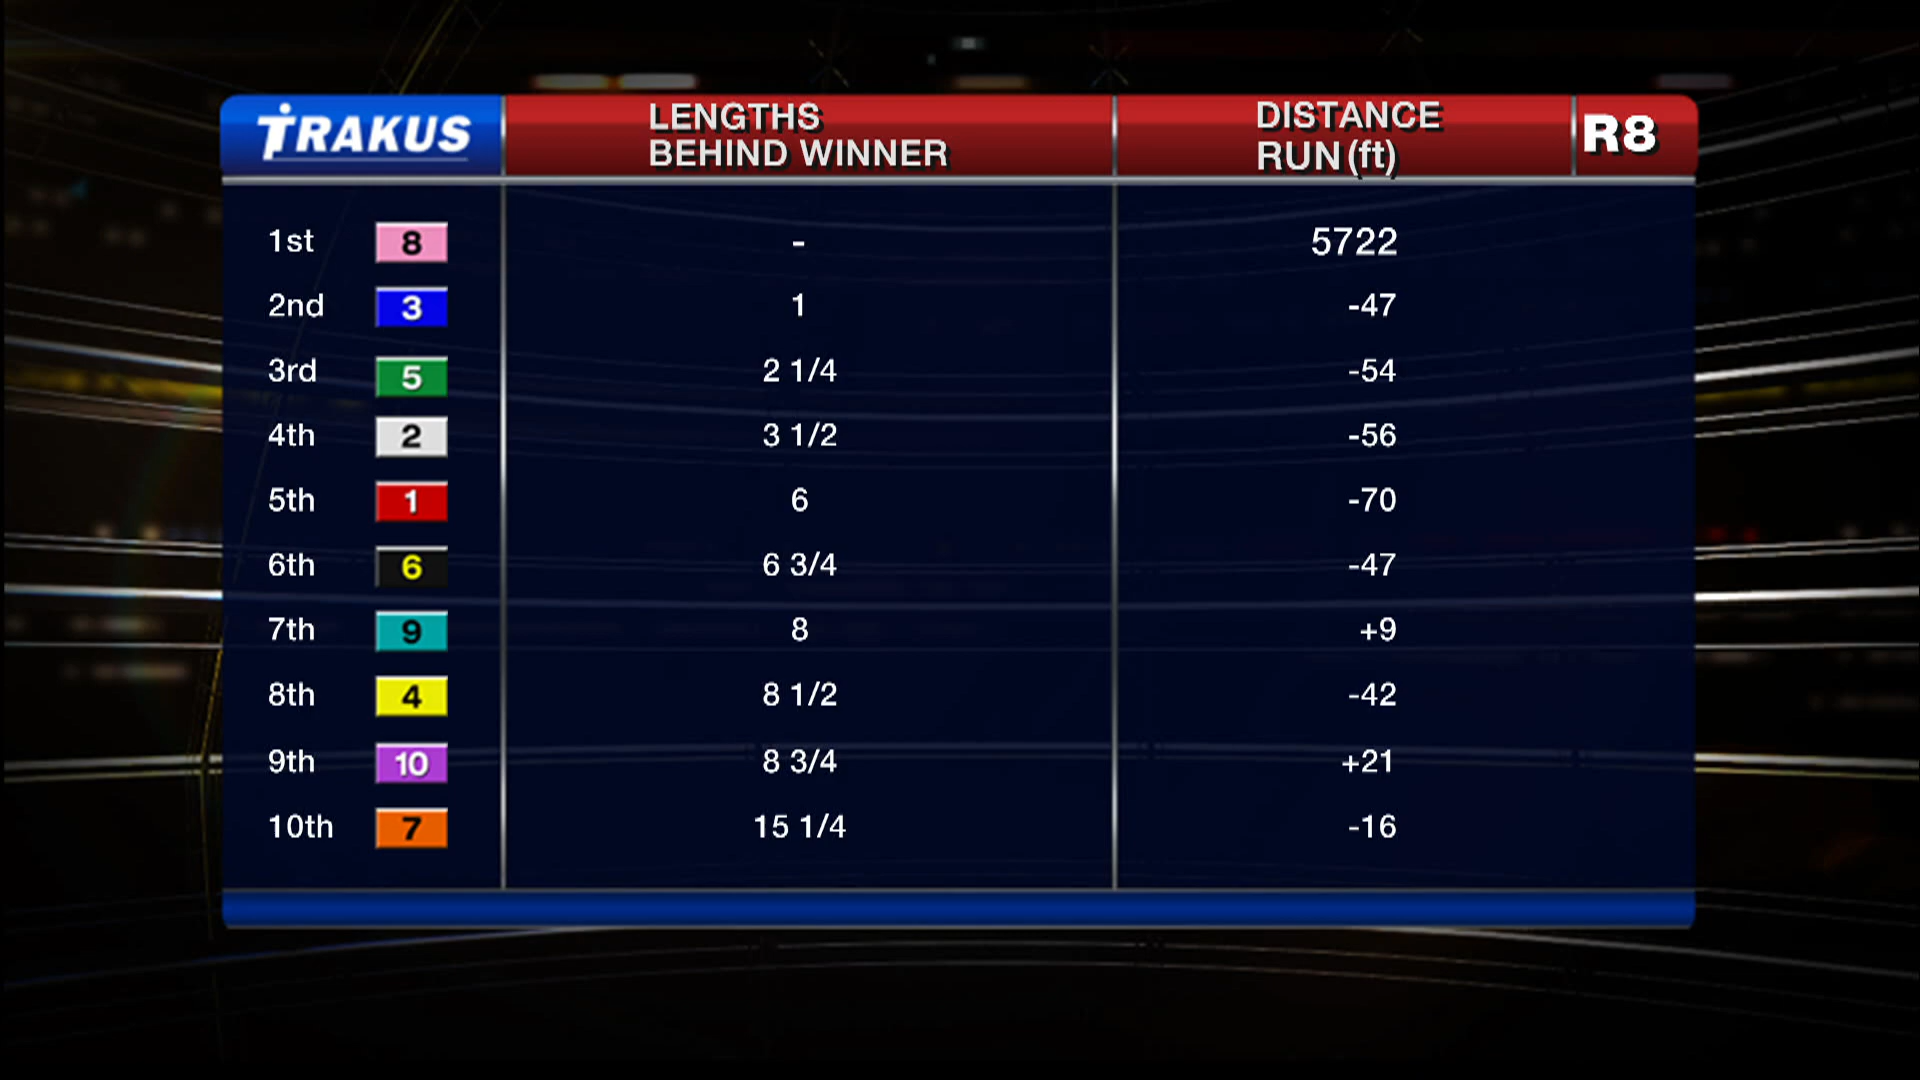 TRAKUS
LENGTHS
BEHIND WINNER
DISTANCE
RUN (ft)
R8
1st 8 - 5722
2nd 3 1 -47
3rd 5 2 1/4 -54
4th 2 3 1/2 -56
5th 1 6 -70
6th 6 6 3/4 -47
7th 9 8 +9
8th 4 8 1/2 -42
9th 10 8 3/4 +21
10th 7 15 1/4 -16